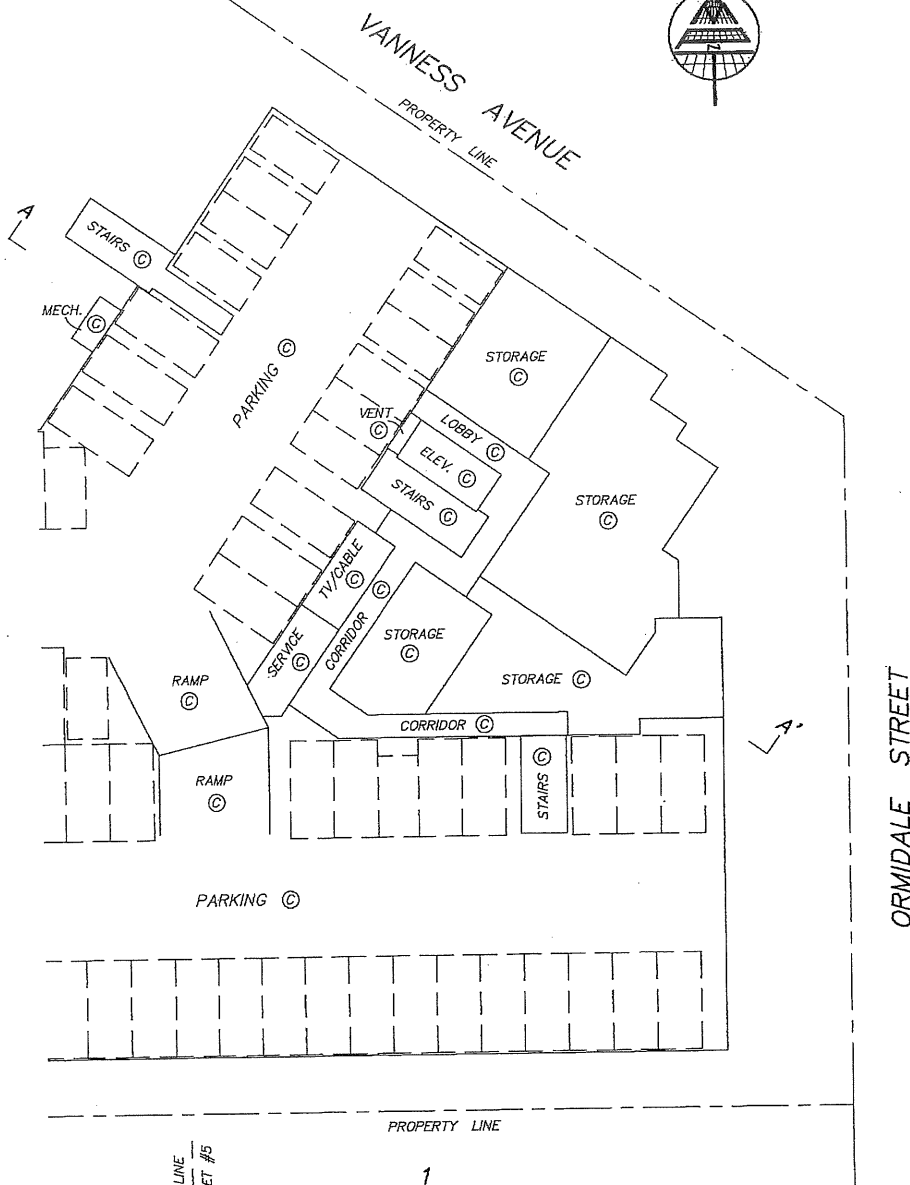 VANNESS AVENUE
PROPERTY LINE
Z
A
STAIRS ©
MECH.
©
PARKING ©
STORAGE
©
VENT
©
LOBBY ©
ELEV. ©
STAIRS ©
STORAGE
©
TV/CABLE
©
CORRIDOR ©
SERVICE
©
STORAGE
©
STORAGE ©
RAMP
©
CORRIDOR ©
A'
RAMP
©
STAIRS ©
ORMIDALE STREET
PARKING ©
PROPERTY LINE
LINE
ET #5
1